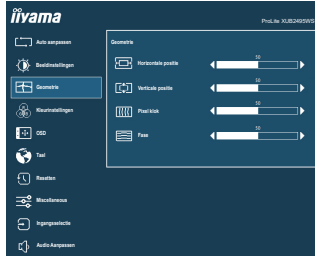 iiyama
ProLite XUB2495WS
Auto aanpassen
Beeldinstellingen
Geometrie
Kleurinstellingen
OSD
Taal
Resetten
Miscellaneous
Ingangsselectie
Audio Aanpassen
Geometrie
Horizontale positie
50
Verticale positie
50
Pixel klok
50
Fase
50